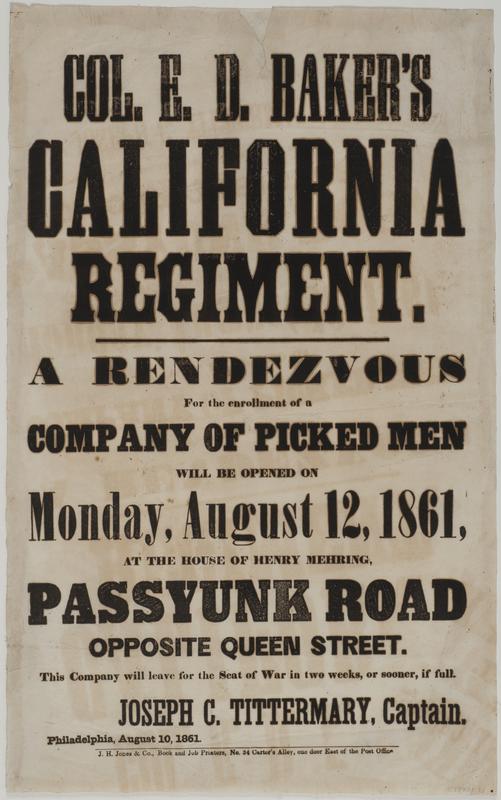 COL. E. D. BAKER'S
CALIFORNIA
REGIMENT.
A RENDEZVOUS
For the enrollment of a
COMPANY OF PICKED MEN
WILL BE OPENED ON
Monday, August 12, 1861,
AT THE HOUSE OF HENRY MEHRING,
PASSYUNK ROAD
OPPOSITE QUEEN STREET.
This Company will leave for the Seat of War in two weeks, or sooner, if full.
JOSEPH C. TITTERMARY, Captain.
Philadelphia, August 10, 1861.
J. H. Jones & Co., Book and Job Printers, No. 34 Carter's Alley, one door East of the Post Office